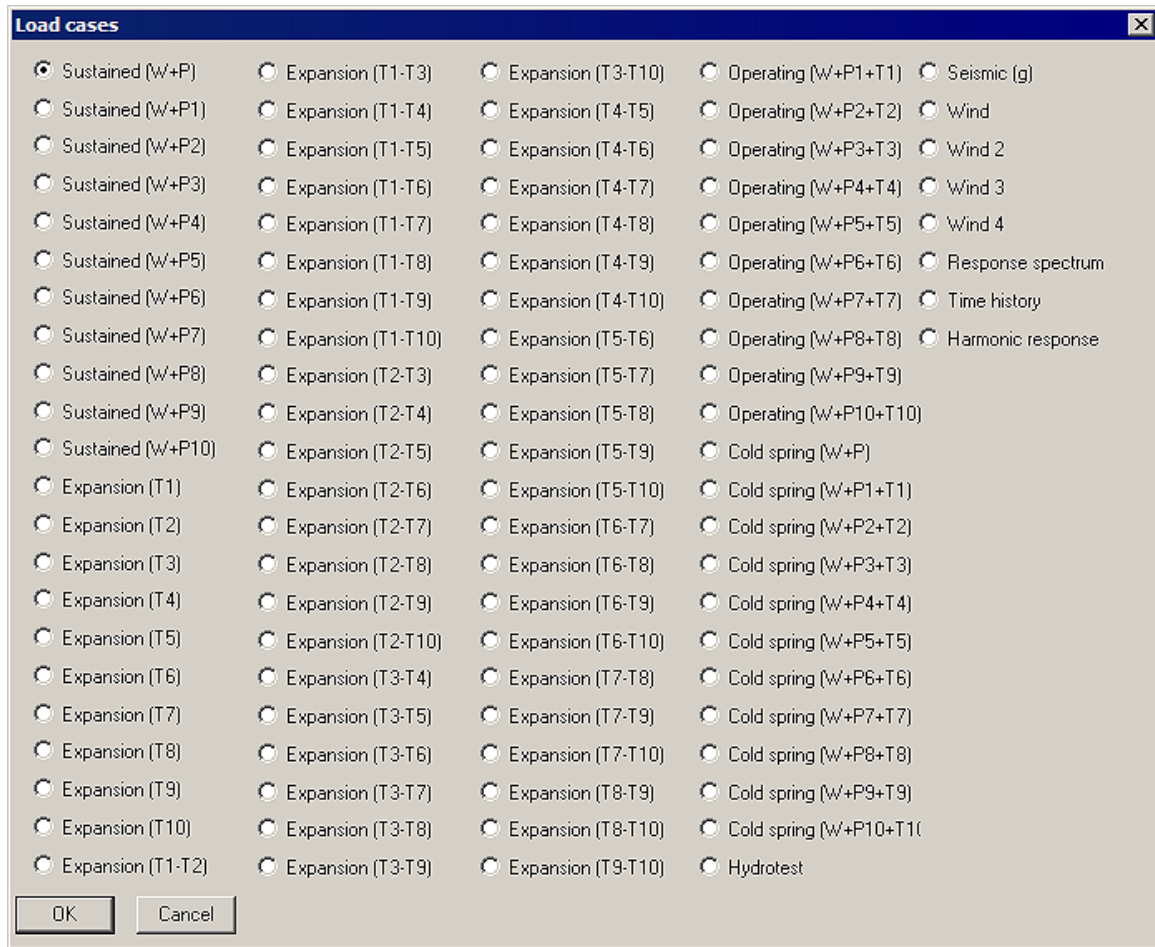 Load cases
Sustained (W+P)
Sustained (W+P1)
Sustained (W+P2)
Sustained (W+P3)
Sustained (W+P4)
Sustained (W+P5)
Sustained (W+P6)
Sustained (W+P7)
Sustained (W+P8)
Sustained (W+P9)
Sustained (W+P10)
Expansion (T1)
Expansion (T2)
Expansion (T3)
Expansion (T4)
Expansion (T5)
Expansion (T6)
Expansion (T7)
Expansion (T8)
Expansion (T9)
Expansion (T10)
Expansion (T1-T2)
Expansion (T1-T3)
Expansion (T1-T4)
Expansion (T1-T5)
Expansion (T1-T6)
Expansion (T1-T7)
Expansion (T1-T8)
Expansion (T1-T9)
Expansion (T1-T10)
Expansion (T2-T3)
Expansion (T2-T4)
Expansion (T2-T5)
Expansion (T2-T6)
Expansion (T2-T7)
Expansion (T2-T8)
Expansion (T2-T9)
Expansion (T2-T10)
Expansion (T3-T4)
Expansion (T3-T5)
Expansion (T3-T6)
Expansion (T3-T7)
Expansion (T3-T8)
Expansion (T3-T9)
Expansion (T3-T10)
Expansion (T4-T5)
Expansion (T4-T6)
Expansion (T4-T7)
Expansion (T4-T8)
Expansion (T4-T9)
Expansion (T4-T10)
Expansion (T5-T6)
Expansion (T5-T7)
Expansion (T5-T8)
Expansion (T5-T9)
Expansion (T5-T10)
Expansion (T6-T7)
Expansion (T6-T8)
Expansion (T6-T9)
Expansion (T6-T10)
Expansion (T7-T8)
Expansion (T7-T9)
Expansion (T7-T10)
Expansion (T8-T9)
Expansion (T8-T10)
Expansion (T9-T10)
Operating (W+P1+T1)
Operating (W+P2+T2)
Operating (W+P3+T3)
Operating (W+P4+T4)
Operating (W+P5+T5)
Operating (W+P6+T6)
Operating (W+P7+T7)
Operating (W+P8+T8)
Operating (W+P9+T9)
Operating (W+P10+T10)
Cold spring (W+P)
Cold spring (W+P1+T1)
Cold spring (W+P2+T2)
Cold spring (W+P3+T3)
Cold spring (W+P4+T4)
Cold spring (W+P5+T5)
Cold spring (W+P6+T6)
Cold spring (W+P7+T7)
Cold spring (W+P8+T8)
Cold spring (W+P9+T9)
Cold spring (W+P10+T10
Hydrotest
Seismic (g)
Wind
Wind 2
Wind 3
Wind 4
Response spectrum
Time history
Harmonic response
OK
Cancel